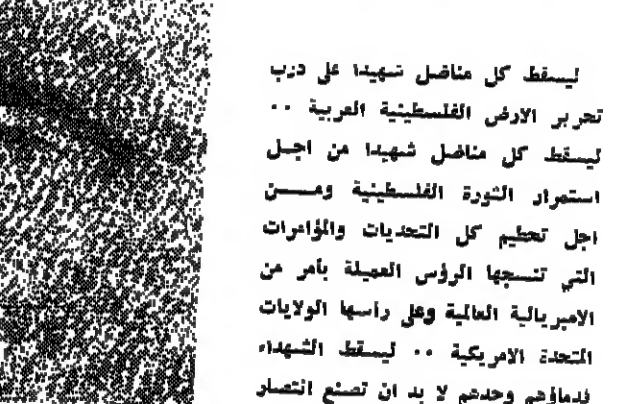 ليسقط كل مناضل شهيدا على درب
تحرير الارض الفلسطينية العربية ..
ليسقط كل مناضل شهيدا من اجل
استمرار الثورة الفلسطينية ومن
اجل تحطيم كل التحديات والمؤامرات
التي تنسجها الرؤس العميلة بأمر من
الامبريالية العالمية وعلى راسها الولايات
المتحدة الامريكية .. ليسقط الشهداء
فدماؤهم وحدهم لا بد ان تصنع انتصار